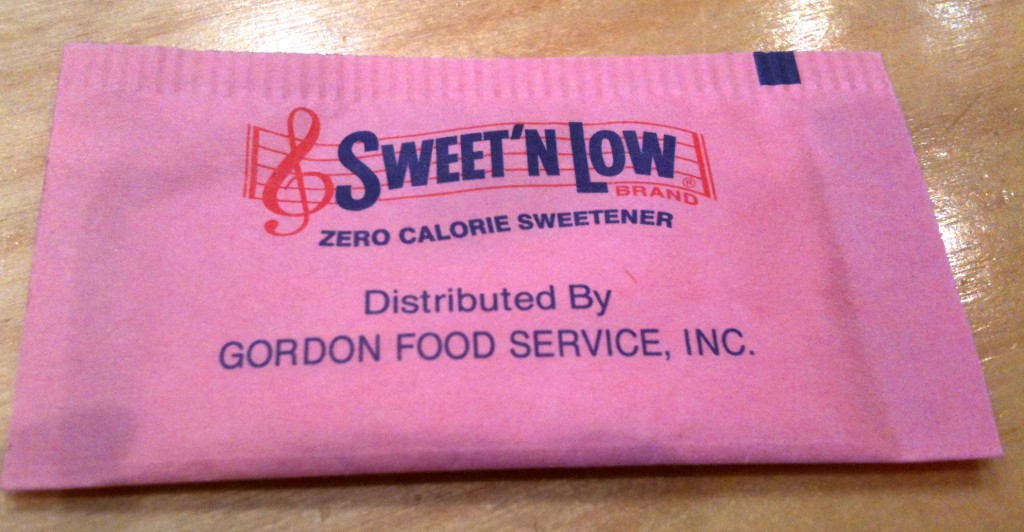 SWEET'N LOW®
BRAND
ZERO CALORIE SWEETENER
Distributed By
GORDON FOOD SERVICE, INC.